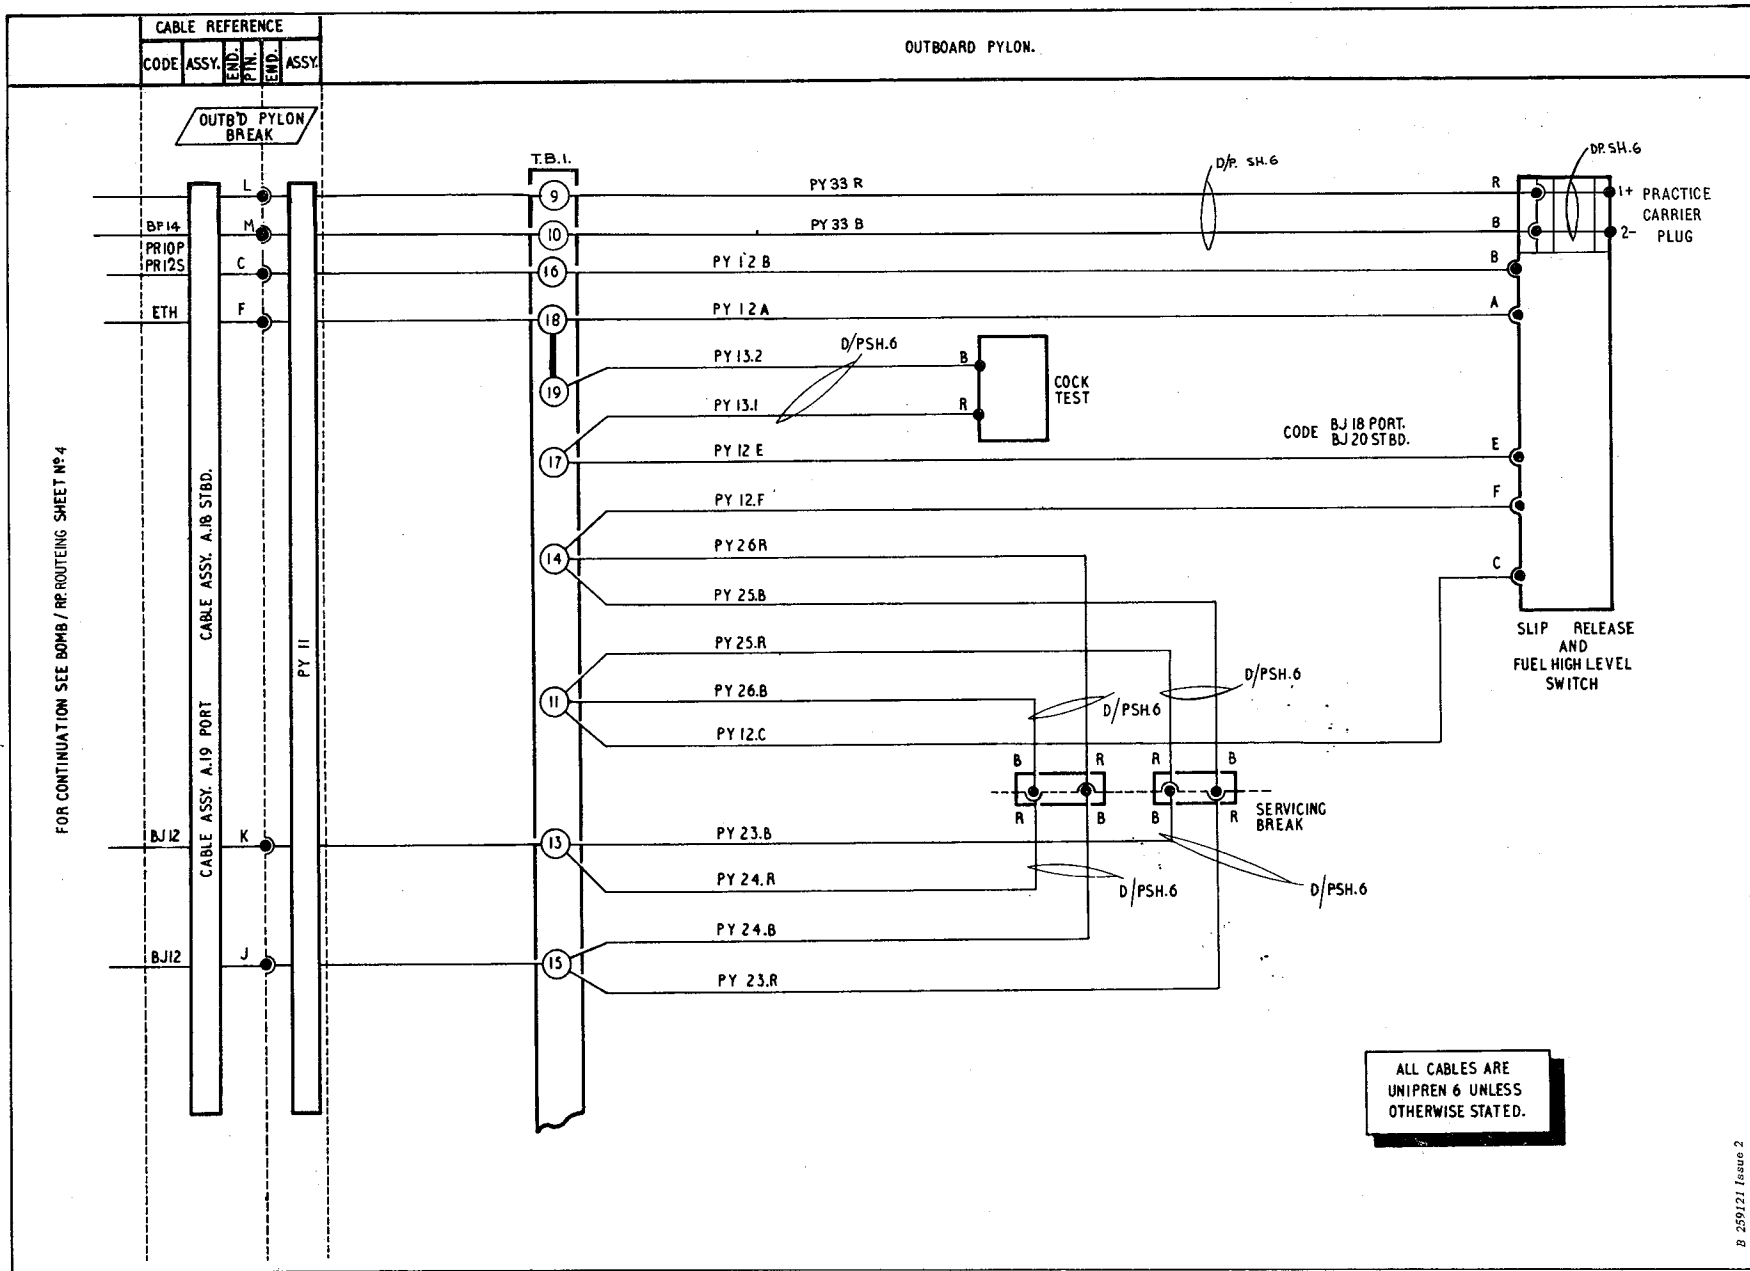 CABLE REFERENCE
CODE ASSY. END. PIN. END. ASSY.
OUTBOARD PYLON.
OUTB'D PYLON
BREAK
T.B.1.
D/P. SH.6
DP.SH.6
L
9
PY 33 R
R
1+
PRACTICE
CARRIER
PLUG
BP14
M
10
PY 33 B
B
2-
PR10P
PR12S
C
16
PY 12 B
B
ETH
F
18
PY 12 A
A
D/PSH.6
PY 13.2
B
19
COCK
TEST
PY 13.1
R
CODE BJ 18 PORT.
BJ 20 STBD.
17
PY 12 E
E
PY 12.F
F
14
PY 26R
C
PY 25.B
SLIP RELEASE
AND
FUEL HIGH LEVEL
SWITCH
PY 25.R
D/PSH.6
11
PY 26.B
D/PSH.6
PY 12.C
B R R B
R B B R
SERVICING
BREAK
BJ12
K
13
PY 23.B
PY 24.R
D/PSH.6
D/PSH.6
PY 24.B
BJ12
J
15
PY 23.R
FOR CONTINUATION SEE BOMB / RP. ROUTEING SHEET Nº 4
CABLE ASSY. A.19 PORT CABLE ASSY. A.18 STBD.
PY 11
ALL CABLES ARE
UNIPREN 6 UNLESS
OTHERWISE STATED.
B 259121 Issue 2